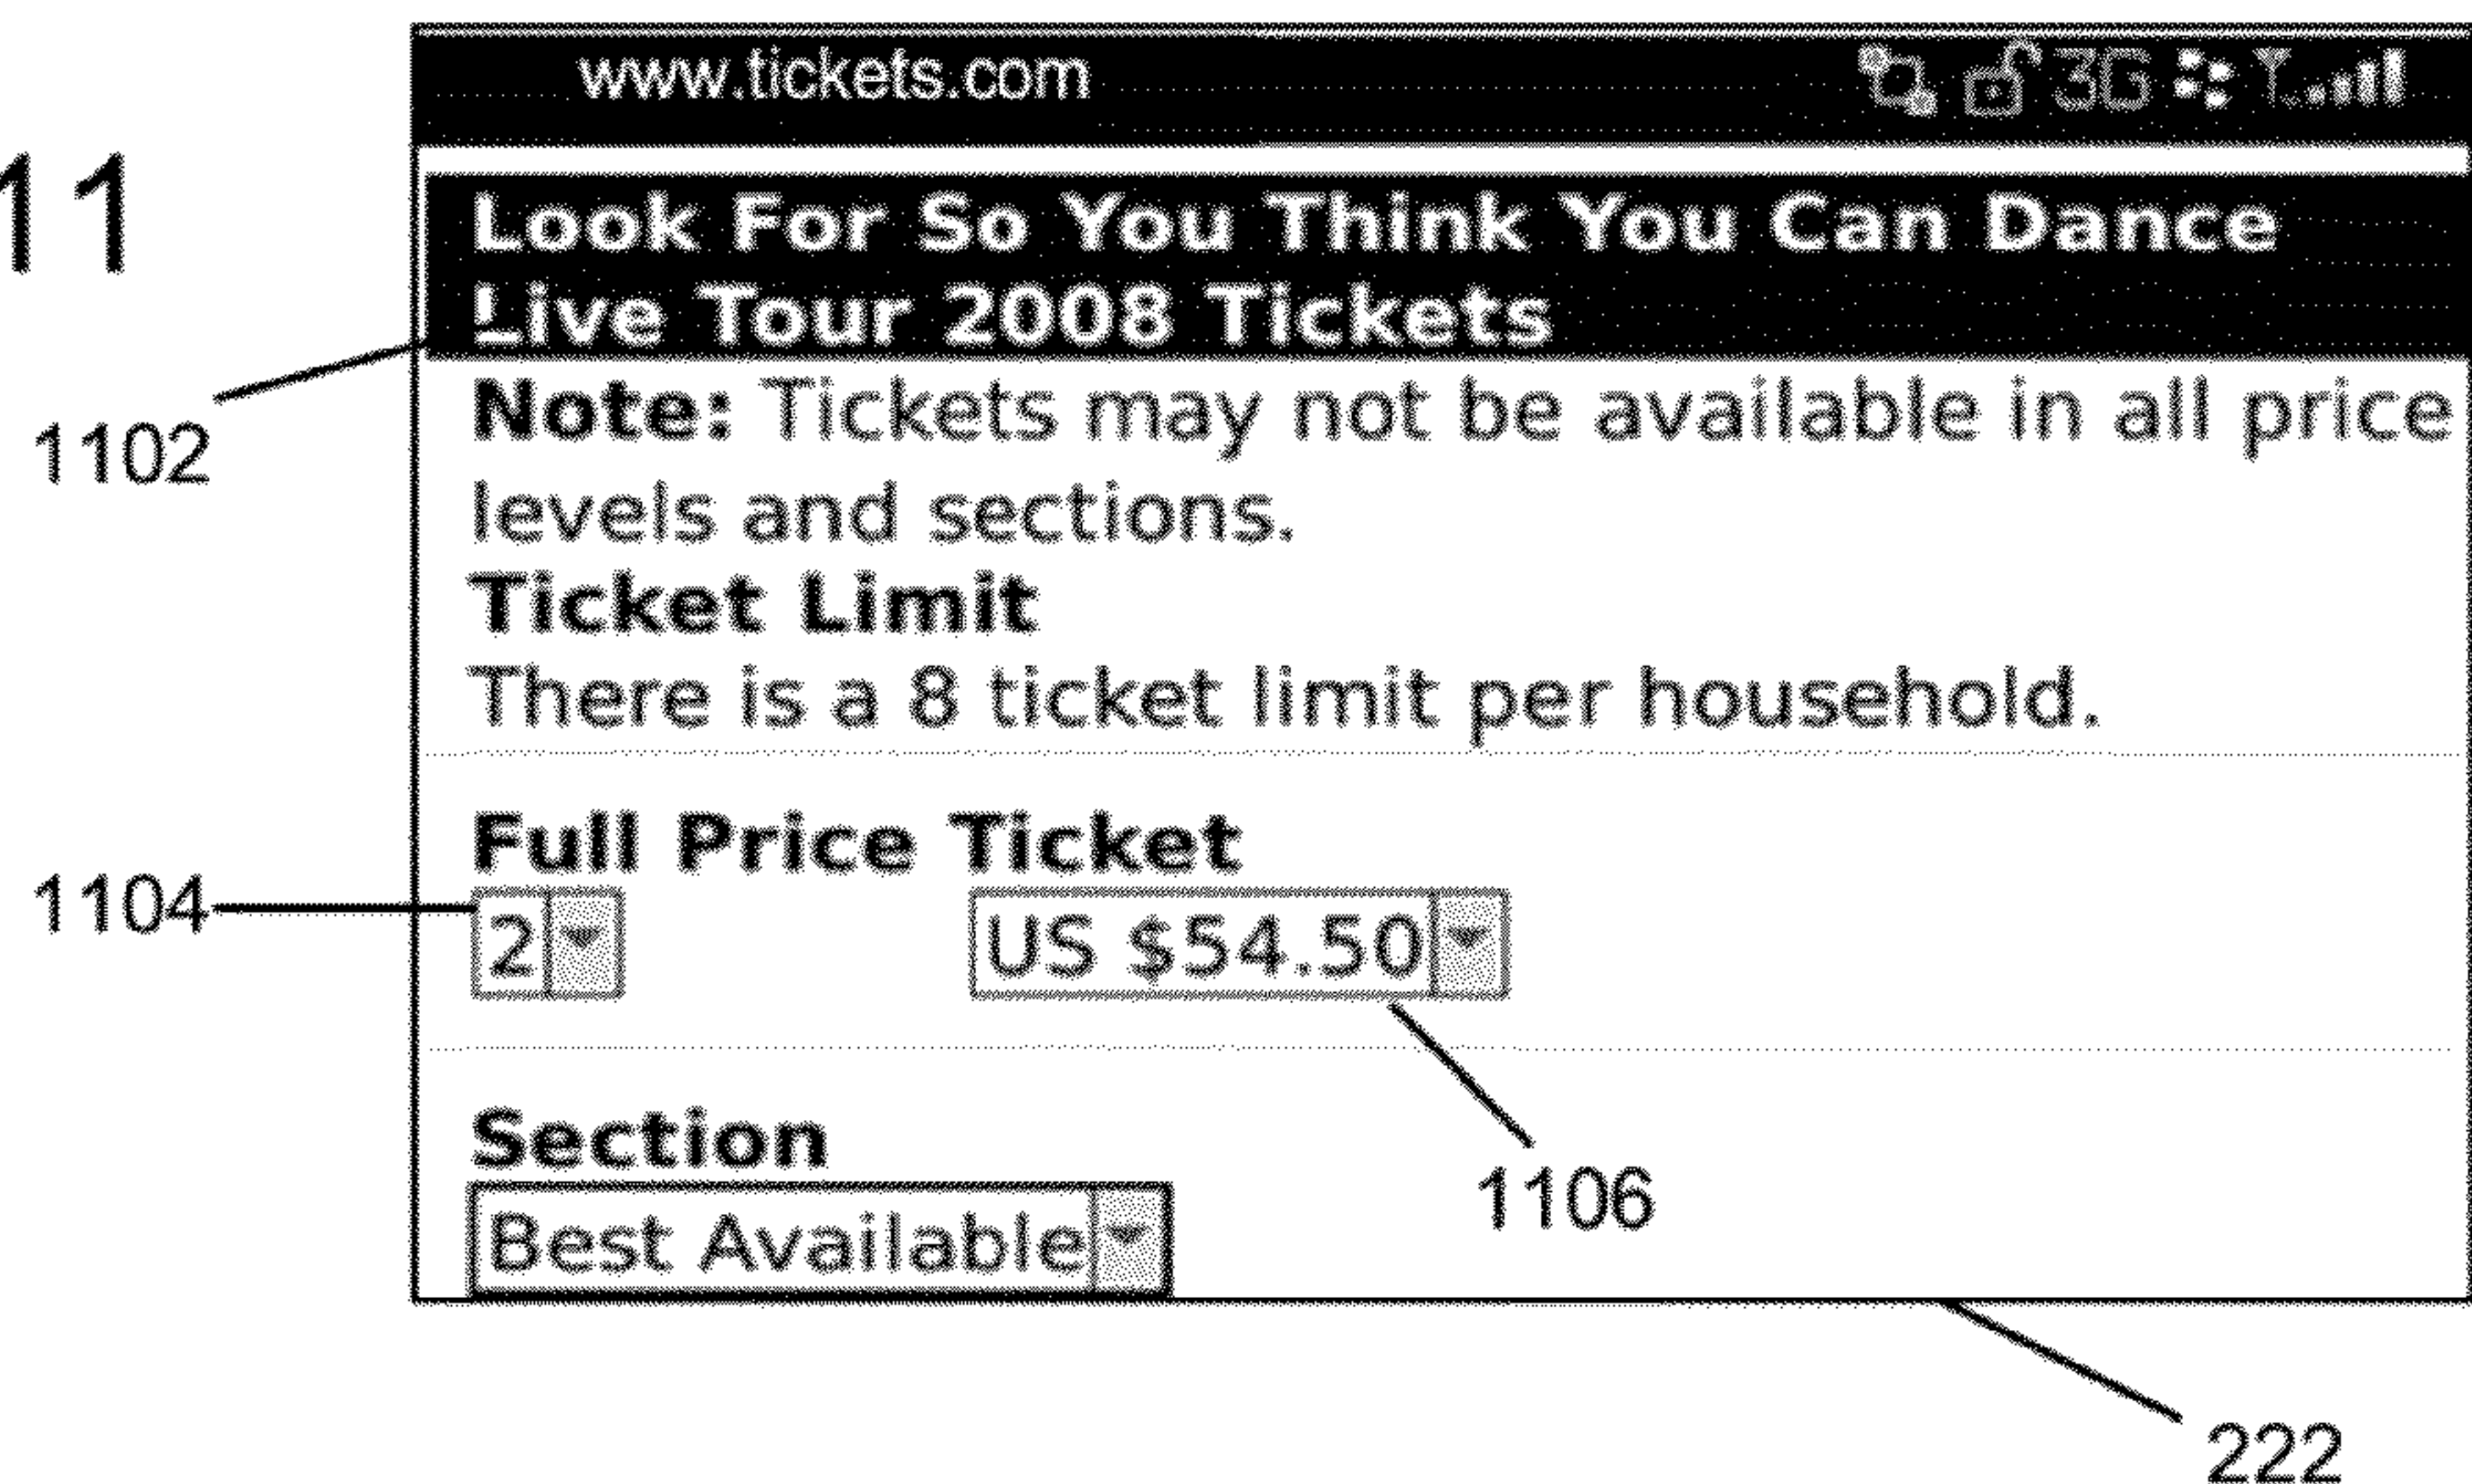 www.tickets.com 3G
11
Look For So You Think You Can Dance
Live Tour 2008 Tickets
1102
Note: Tickets may not be available in all price
levels and sections.
Ticket Limit
There is a 8 ticket limit per household.
Full Price Ticket
1104
2 US $54.50
Section
1106
Best Available
222